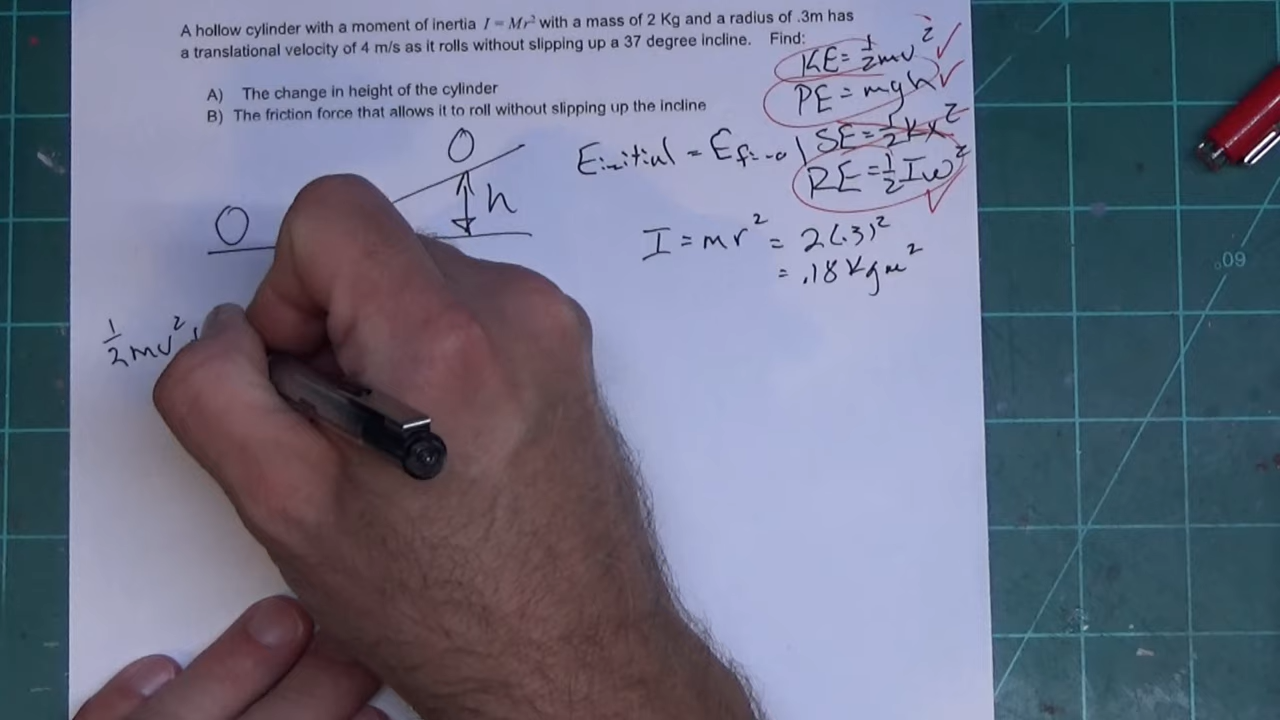 A hollow cylinder with a moment of inertia I = Mr² with a mass of 2 Kg and a radius of .3m has
a translational velocity of 4 m/s as it rolls without slipping up a 37 degree incline. Find:
A) The change in height of the cylinder
B) The friction force that allows it to roll without slipping up the incline
KE = ½mv²
PE = mgh
SE = ½kx²
RE = ½Iω²
Einitial = Efinal
h
I = mr² = 2(.3)²
= .18 Kgm²
½mv² +
60